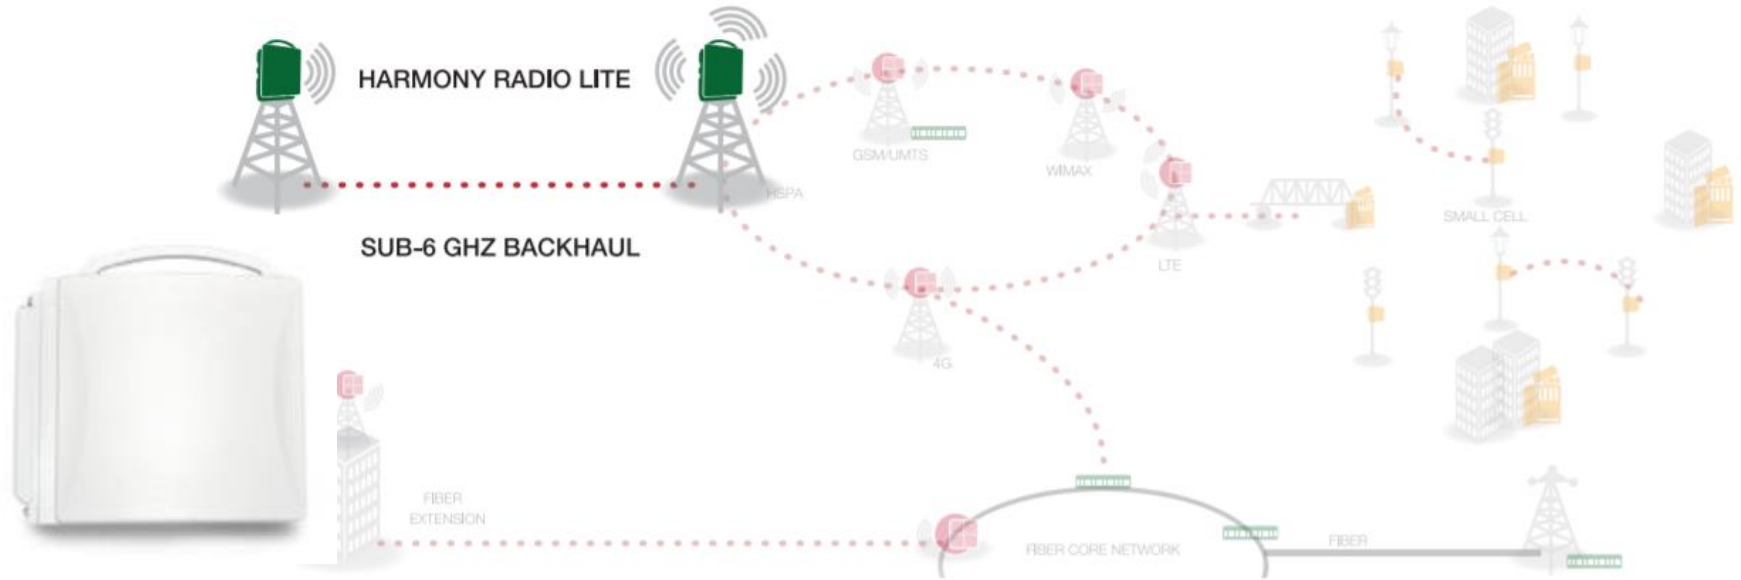 HARMONY RADIO LITE
GSM/UMTS
WIMAX
HSPA
SMALL CELL
SUB-6 GHZ BACKHAUL
LTE
4G
FIBER
EXTENSION
FIBER CORE NETWORK
FIBER